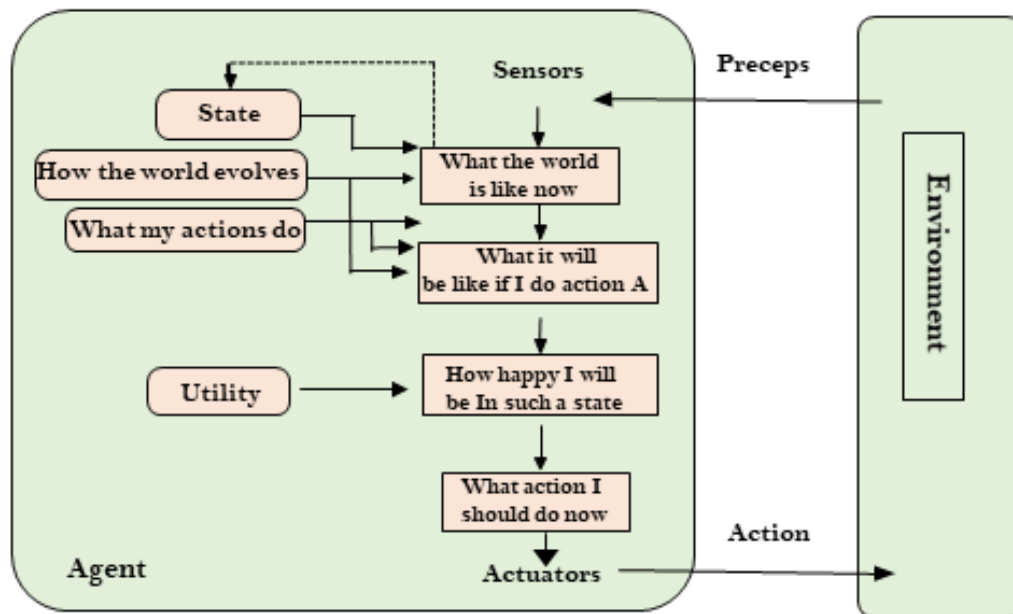 Sensors
Preceps
State
How the world evolves
What the world
is like now
What my actions do
What it will
be like if I do action A
Environment
Utility
How happy I will
be In such a state
What action I
should do now
Action
Agent
Actuators